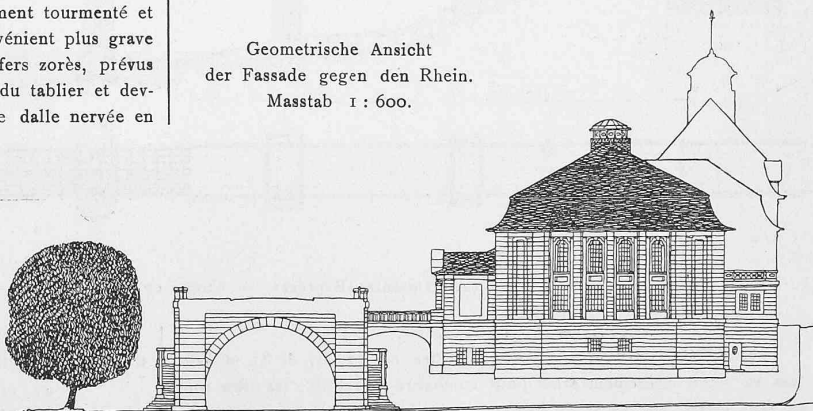 ment tourmenté et
vénient plus grave
fers zorès, prévus
du tablier et dev-
e dalle nervée en
Geometrische Ansicht
der Fassade gegen den Rhein.
Masstab 1 : 600.